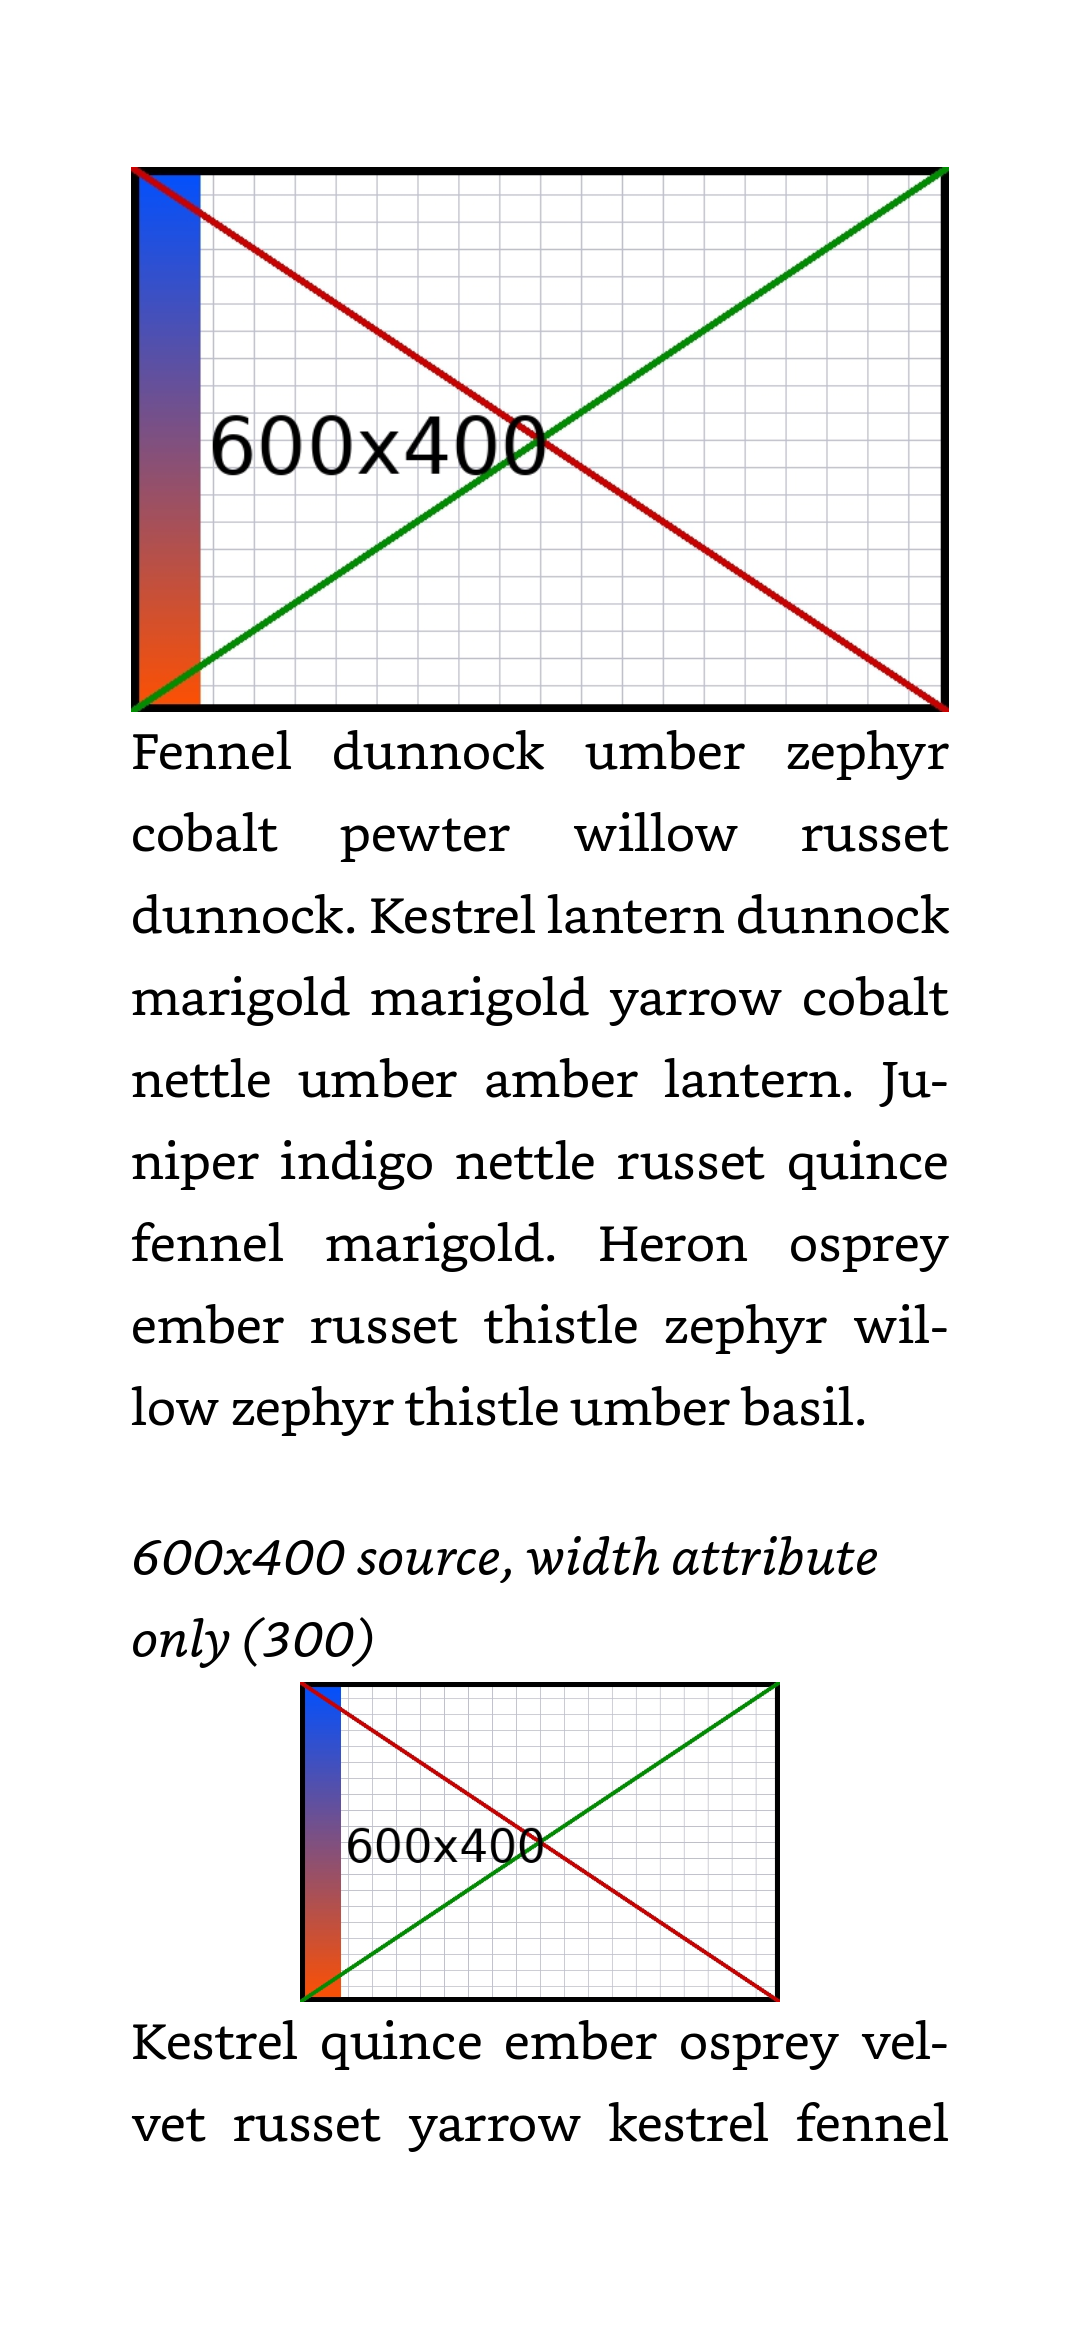 600x400
Fennel dunnock umber zephyr
cobalt pewter willow russet
dunnock. Kestrel lantern dunnock
marigold marigold yarrow cobalt
nettle umber amber lantern. Ju-
niper indigo nettle russet quince
fennel marigold. Heron osprey
ember russet thistle zephyr wil-
low zephyr thistle umber basil.
600x400 source, width attribute
only (300)
600x400
Kestrel quince ember osprey vel-
vet russet yarrow kestrel fennel